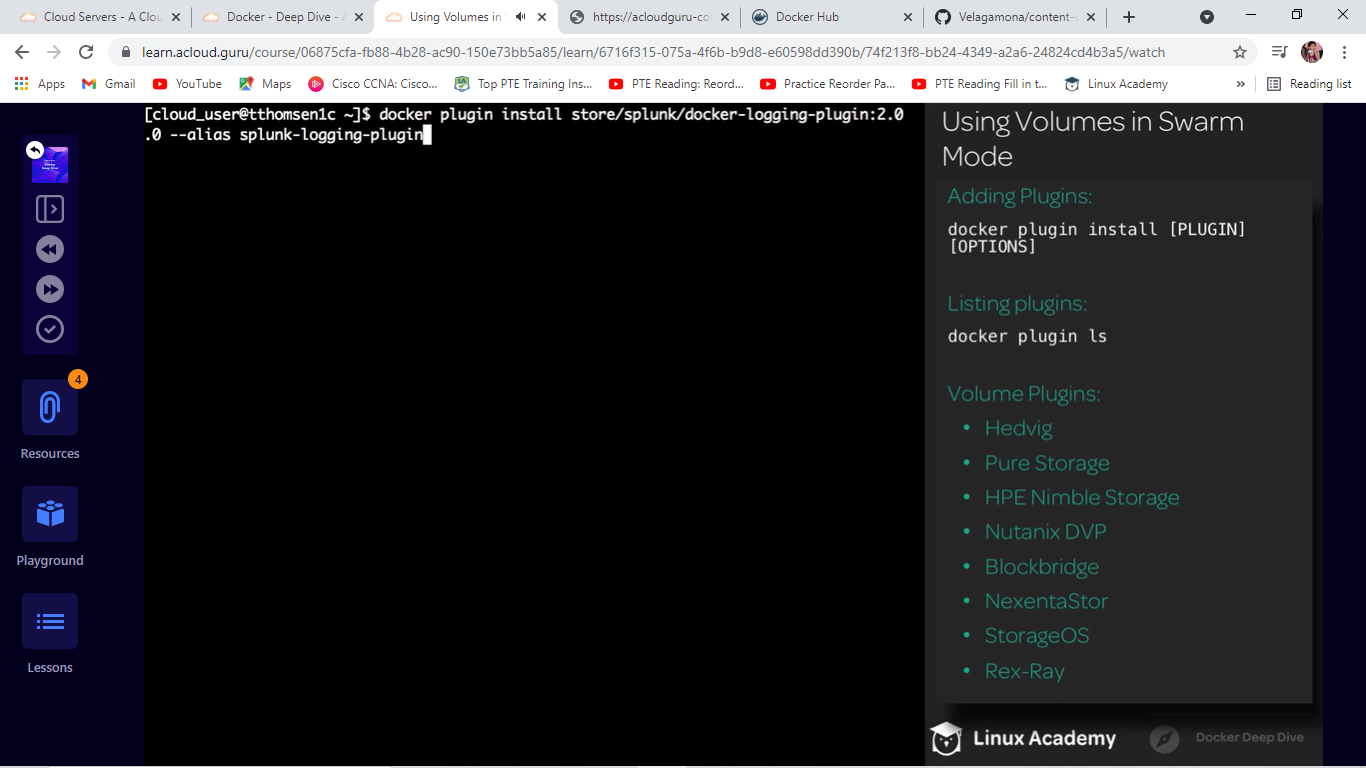 Cloud Servers - A Clou
Docker - Deep Dive - A
Using Volumes in S
https://acloudguru-co
Docker Hub
Velagamona/content-
learn.acloud.guru/course/06875cfa-fb88-4b28-ac90-150e73bb5a85/learn/6716f315-075a-4f6b-b9d8-e60598dd390b/74f213f8-bb24-4349-a2a6-24824cd4b3a5/watch
Apps
Gmail
YouTube
Maps
Cisco CCNA: Cisco...
Top PTE Training Ins...
PTE Reading: Reord...
Practice Reorder Pa...
PTE Reading Fill in t...
Linux Academy
»
Reading list
Docker
Deep Dive
4
Resources
Playground
Lessons
[cloud_user@tthomsen1c ~]$ docker plugin install store/splunk/docker-logging-plugin:2.0
.0 --alias splunk-logging-plugin
Using Volumes in Swarm
Mode
Adding Plugins:
docker plugin install [PLUGIN]
[OPTIONS]
Listing plugins:
docker plugin ls
Volume Plugins:
• Hedvig
• Pure Storage
• HPE Nimble Storage
• Nutanix DVP
• Blockbridge
• NexentaStor
• StorageOS
• Rex-Ray
Linux Academy
Docker Deep Dive